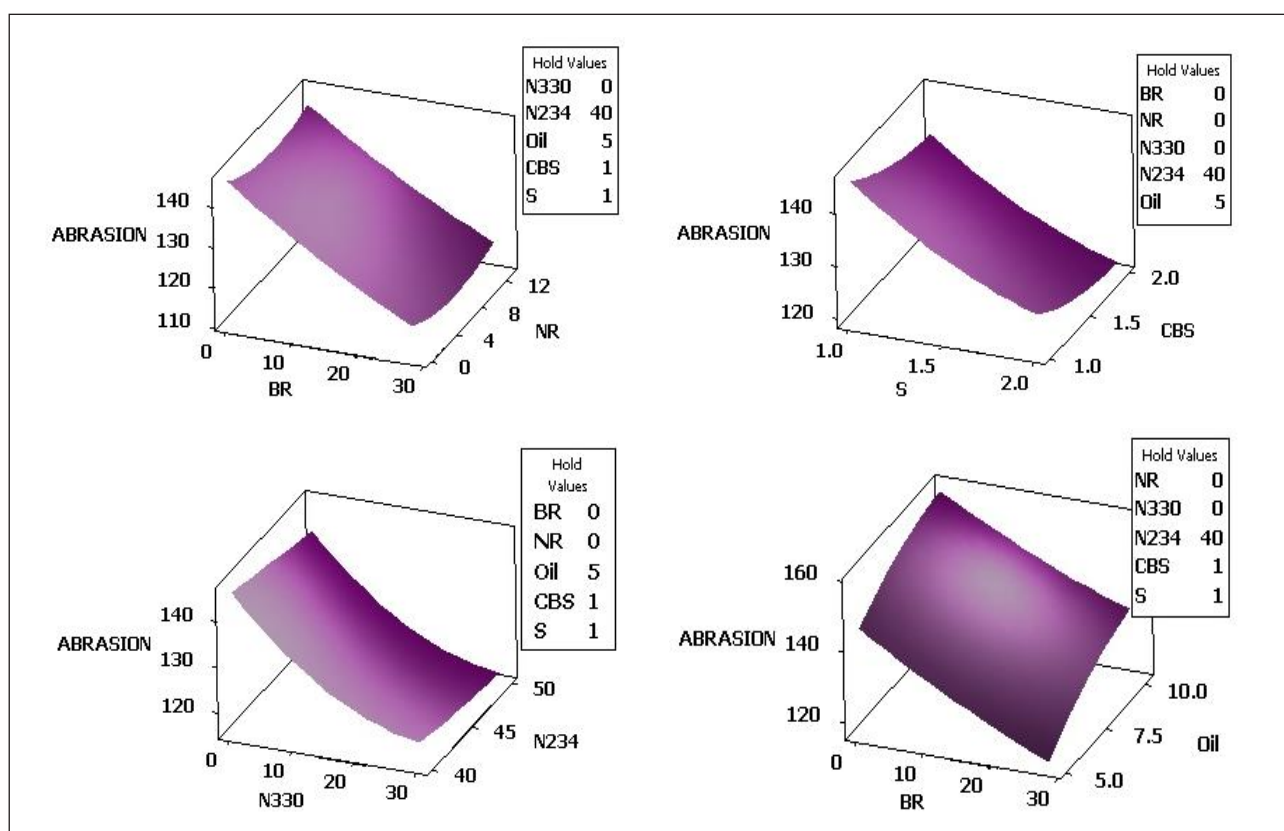 Hold Values
N330 0
N234 40
Oil 5
CBS 1
S 1
140
130
120
110
ABRASION
0
10
20
30
BR
0
4
8
12
NR
Hold Values
BR 0
NR 0
N330 0
N234 40
Oil 5
140
130
120
ABRASION
1.0
1.5
2.0
S
1.0
1.5
2.0
CBS
Hold
Values
BR 0
NR 0
Oil 5
CBS 1
S 1
140
130
120
ABRASION
0
10
20
30
N330
40
45
50
N234
Hold Values
NR 0
N330 0
N234 40
CBS 1
S 1
160
140
120
ABRASION
0
10
20
30
BR
5.0
7.5
10.0
Oil